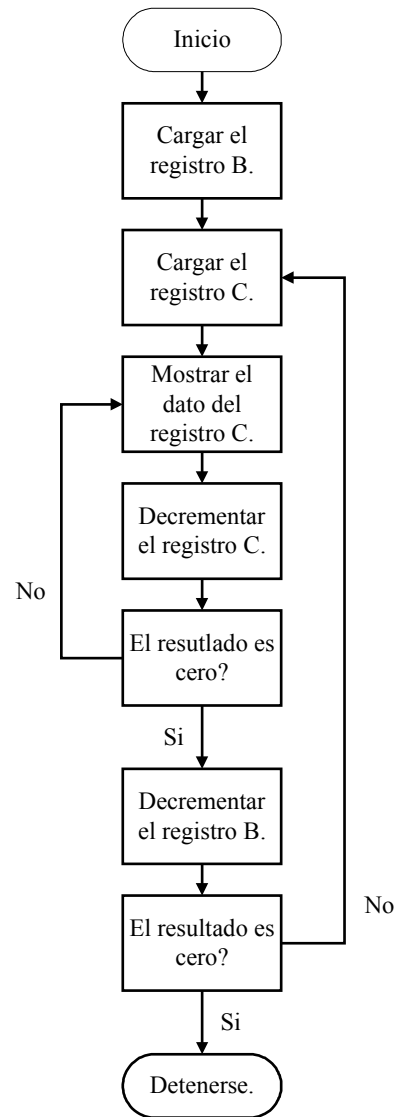 Inicio
Cargar el
registro B.
Cargar el
registro C.
Mostrar el
dato del
registro C.
Decrementar
el registro C.
No
El resutlado es
cero?
Si
Decrementar
el registro B.
El resultado es
cero?
No
Si
Detenerse.